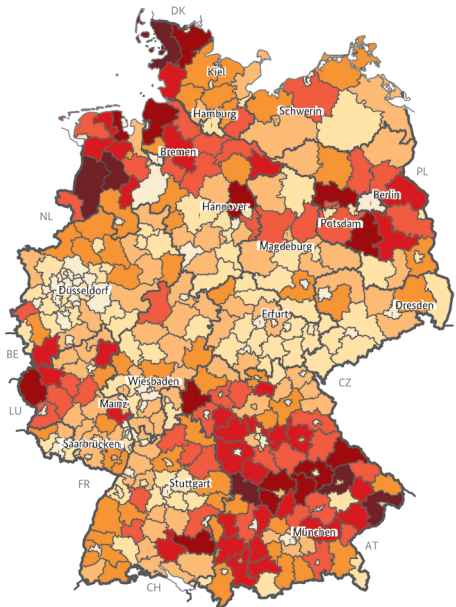 DK
Kiel
Hamburg
Schwerin
Bremen
PL
Berlin
Hannover
NL
Potsdam
Magdeburg
Düsseldorf
Dresden
Erfurt
BE
Wiesbaden
CZ
Mainz
LU
Saarbrücken
Stuttgart
FR
München
AT
CH